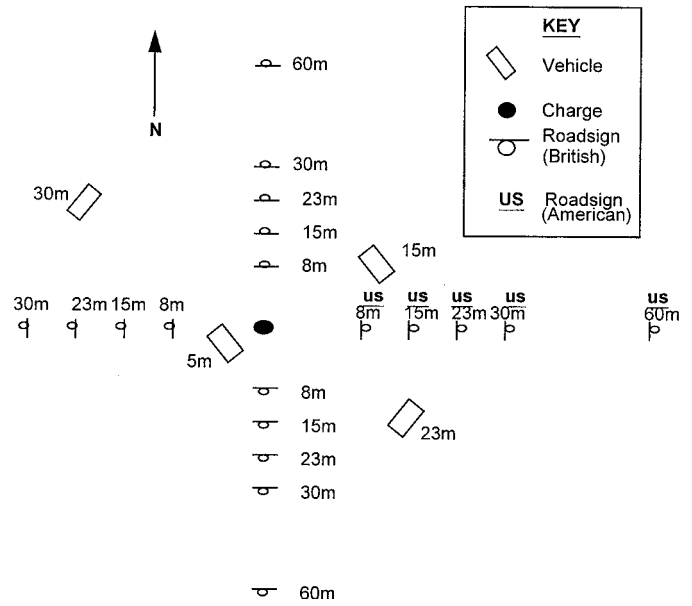 KEY
Vehicle
Charge
Roadsign
(British)
US Roadsign
(American)
60m
N
30m
30m
23m
15m
8m
15m
30m 23m 15m 8m
US US US US US
8m 15m 23m 30m 60m
5m
8m
15m
23m
23m
30m
60m